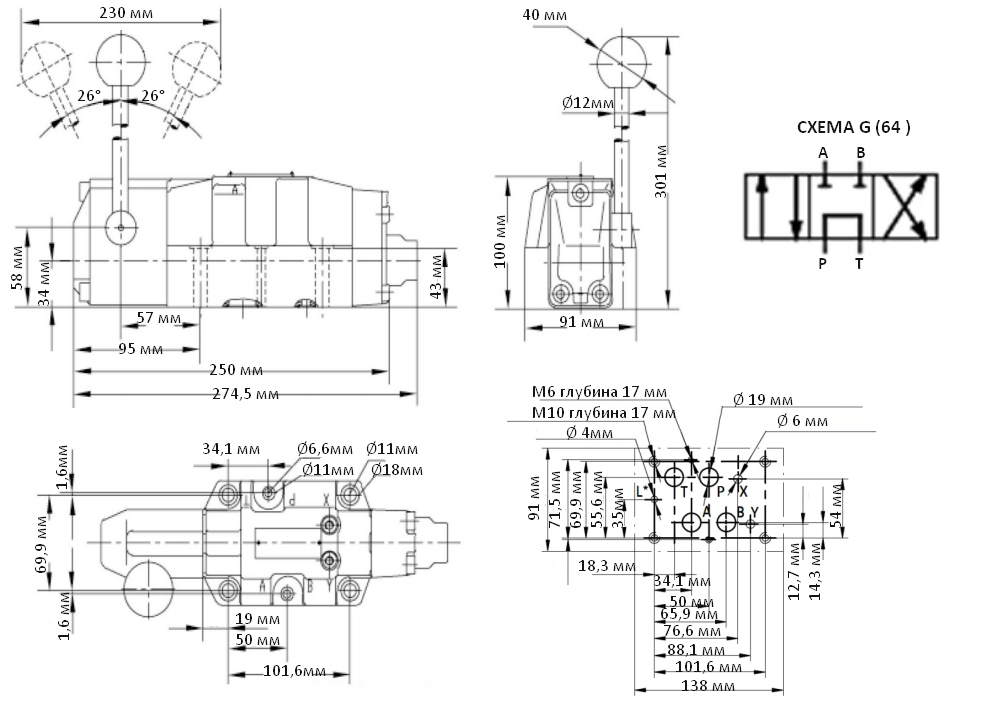 230 мм
26°
26°
A
58 мм
34 мм
43 мм
57 мм
95 мм
250 мм
274,5 мм
40 мм
Ø12мм
301 мм
100 мм
91 мм
СХЕМА G (64 )
A B
P T
34,1 мм
Ø6,6мм
Ø11мм
Ø11мм
Ø18мм
1,6мм
69,9 мм
1,6 мм
X
A
B
Y
19 мм
50 мм
101,6мм
М6 глубина 17 мм
М10 глубина 17 мм
Ø 4мм
Ø 19 мм
Ø 6 мм
91 мм
71,5 мм
69,9 мм
55,6 мм
35мм
L*
T
P
X
A
B
Y
54 мм
12,7 мм
14,3 мм
18,3 мм
34,1 мм
50 мм
65,9 мм
76,6 мм
88,1 мм
101,6 мм
138 мм